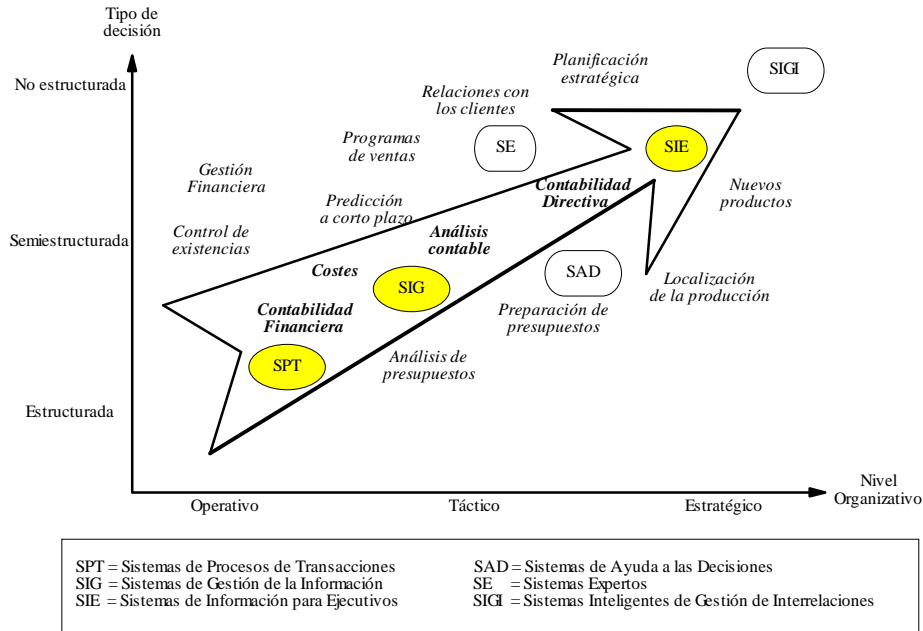 Tipo de
decisión
No estructurada
Semiestructurada
Estructurada
Planificación
estratégica
SIGI
Relaciones con
los clientes
Programas
de ventas
SE
SIE
Gestión
Financiera
Contabilidad
Directiva
Nuevos
productos
Predicción
a corto plazo
Control de
existencias
Análisis
contable
Costes
SAD
SIG
Localización
de la producción
Contabilidad
Financiera
Preparación de
presupuestos
SPT
Análisis de
presupuestos
Operativo
Táctico
Estratégico
Nivel
Organizativo
SPT = Sistemas de Procesos de Transacciones
SIG = Sistemas de Gestión de la Información
SIE = Sistemas de Información para Ejecutivos
SAD = Sistemas de Ayuda a las Decisiones
SE = Sistemas Expertos
SIGI = Sistemas Inteligentes de Gestión de Interrelaciones